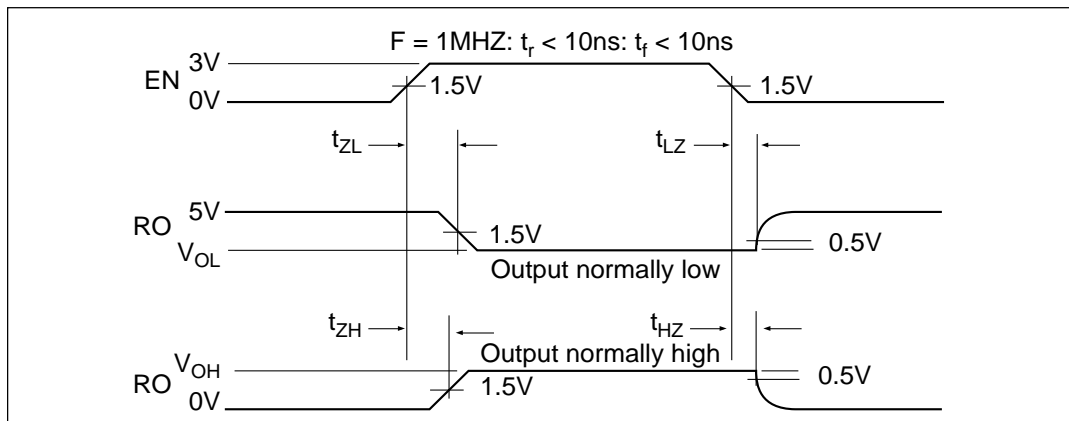 F = 1MHZ: tr < 10ns: tf < 10ns
3V
EN
1.5V
1.5V
0V
tZL
tLZ
5V
RO
1.5V
0.5V
VOL
Output normally low
tZH
tHZ
Output normally high
VOH
RO
1.5V
0.5V
0V